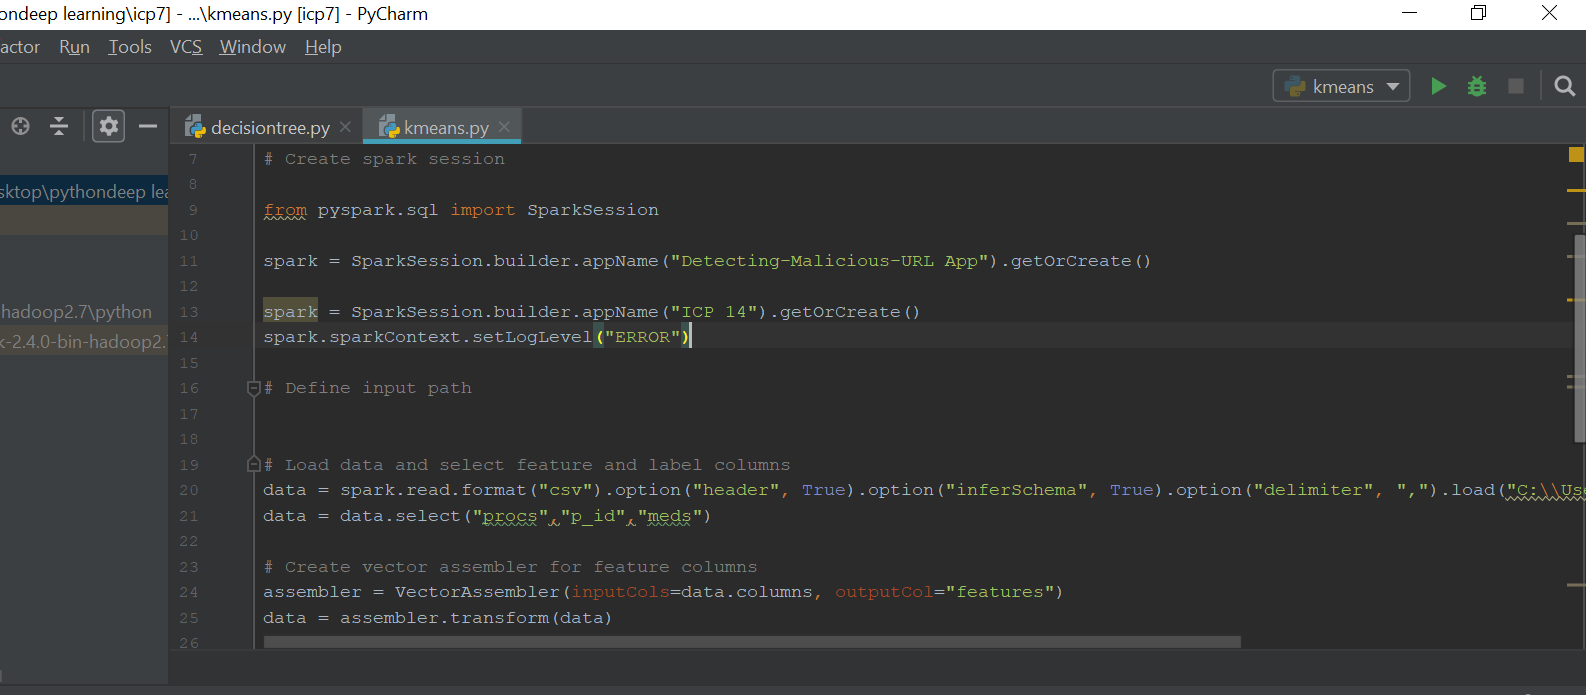 ondeep learning\icp7] - ...\kmeans.py [icp7] - PyCharm
actor Run Tools VCS Window Help
kmeans
decisiontree.py kmeans.py
sktop\pythondeep lea
hadoop2.7\python
k-2.4.0-bin-hadoop2.
7 # Create spark session
8
9 from pyspark.sql import SparkSession
10
11 spark = SparkSession.builder.appName("Detecting-Malicious-URL App").getOrCreate()
12
13 spark = SparkSession.builder.appName("ICP 14").getOrCreate()
14 spark.sparkContext.setLogLevel("ERROR")
15
16 # Define input path
17
18
19 # Load data and select feature and label columns
20 data = spark.read.format("csv").option("header", True).option("inferSchema", True).option("delimiter", ",").load("C:\\Use
21 data = data.select("procs","p_id","meds")
22
23 # Create vector assembler for feature columns
24 assembler = VectorAssembler(inputCols=data.columns, outputCol="features")
25 data = assembler.transform(data)
26